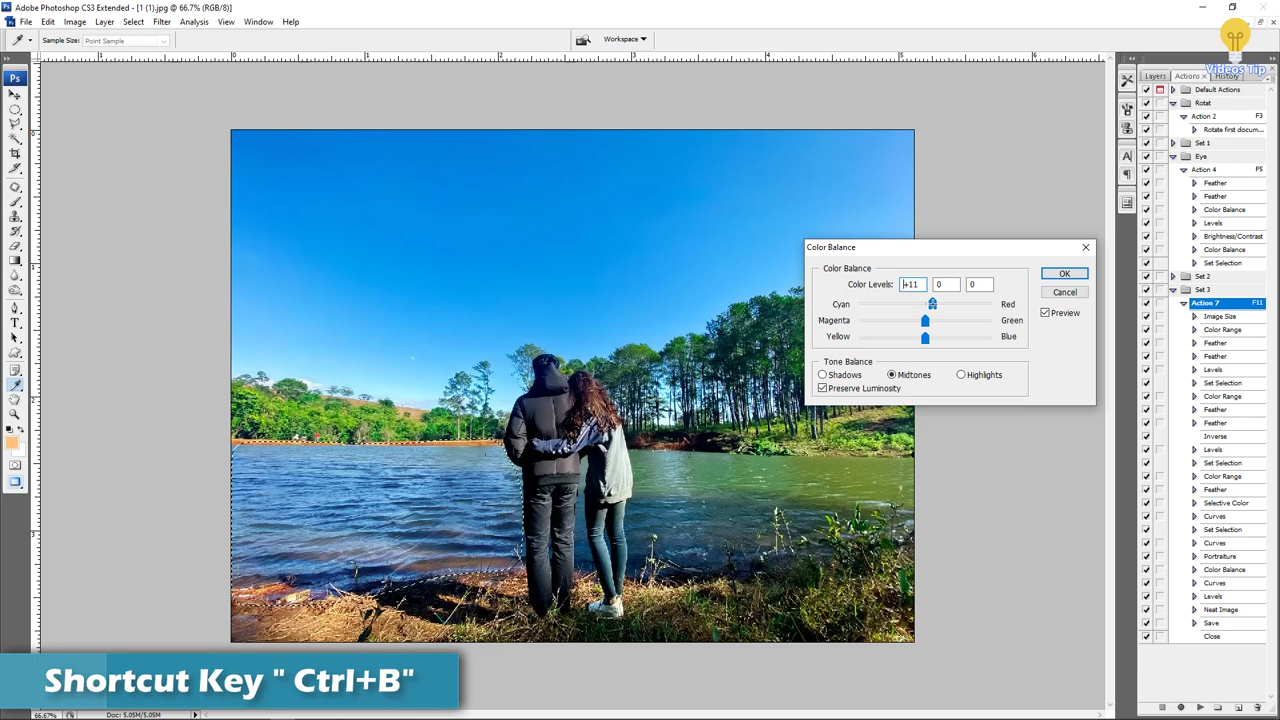 Adobe Photoshop CS3 Extended - [1 (1).jpg @ 66.7% (RGB/8)]
File Edit Image Layer Select Filter Analysis View Window Help
Sample Size: Point Sample
Workspace
Videos Tip
Ps
Layers Actions × History
Default Actions
Rotat
Action 2 F3
Rotate first docum...
Set 1
Eye
Action 4 F5
Feather
Feather
Color Balance
Levels
Brightness/Contrast
Color Balance
Set Selection
Set 2
Set 3
Action 7 F11
Image Size
Color Range
Feather
Feather
Levels
Set Selection
Color Range
Feather
Feather
Inverse
Levels
Set Selection
Color Range
Feather
Selective Color
Curves
Set Selection
Curves
Portraiture
Color Balance
Curves
Levels
Neat Image
Save
Close
Color Balance
Color Balance
Color Levels: +11 0 0
Cyan Red
Magenta Green
Yellow Blue
Tone Balance
Shadows Midtones Highlights
Preserve Luminosity
OK
Cancel
Preview
Shortcut Key " Ctrl+B"
66.67% Doc: 5.05M/5.05M